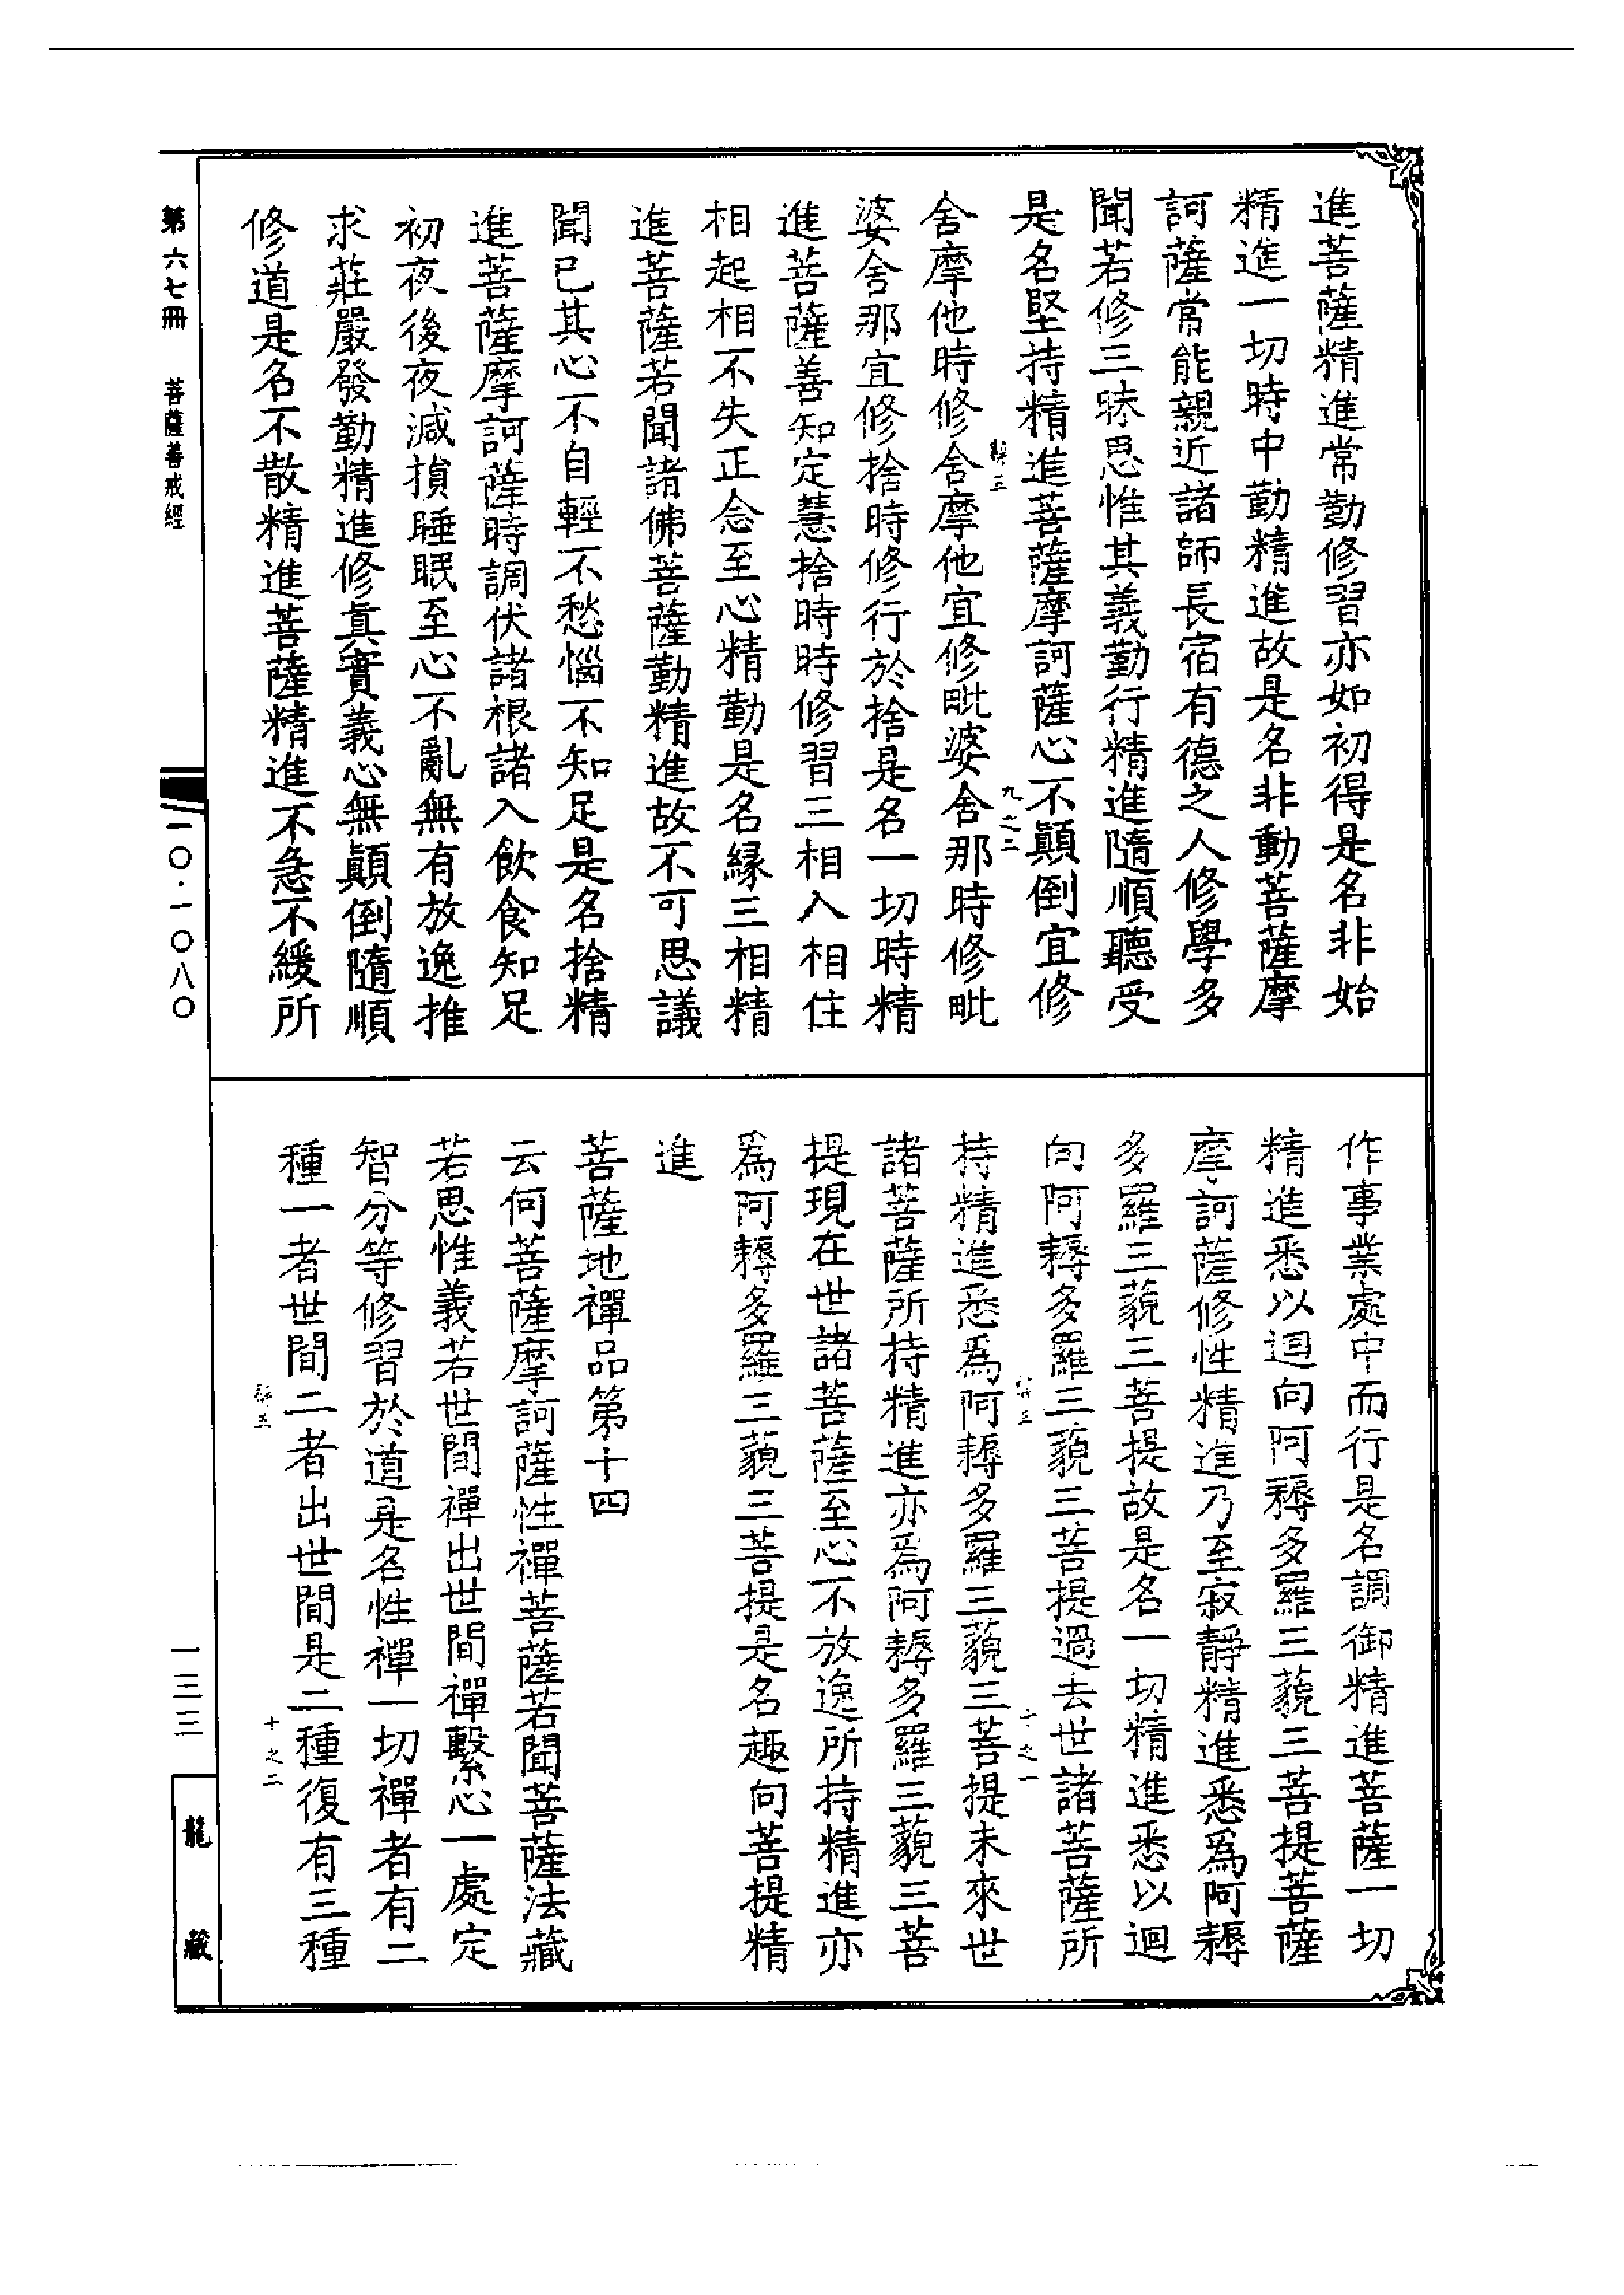 進菩薩精進常勤修習亦如初得是名非始
精進一切時中勤精進故是名非動菩薩摩
訶薩常能親近諸師長宿有德之人修學多
聞若修三昧思惟其義勤行精進隨順聽受
是名堅持精進菩薩摩訶薩心不顛倒宜修
九之二
舍摩他時修舍摩他宜修毗婆舍那時修毗
婆舍那宜修捨時修行於捨是名一切時精
進菩薩善知定慧捨時時修習三相入相住
相起相不失正念至心精勤是名緣三相精
進菩薩若聞諸佛菩薩勤精進故不可思議
聞已其心不自輕不愁惱不知足是名捨精
進菩薩摩訶薩時調伏諸根諸入飲食知足
初夜後夜減損睡眠至心不亂無有放逸推
求莊嚴發勤精進修真實義心無顛倒隨順
修道是名不散精進菩薩精進不急不緩所
作事業處中而行是名調御精進菩薩一切
精進悉以迴向阿耨多羅三藐三菩提菩薩
摩訶薩修性精進乃至寂靜精進悉為阿耨
多羅三藐三菩提故是名一切精進悉以迴
向阿耨多羅三藐三菩提過去世諸菩薩所
十之一
持精進悉為阿耨多羅三藐三菩提未來世
諸菩薩所持精進亦為阿耨多羅三藐三菩
提現在世諸菩薩至心不放逸所持精進亦
為阿耨多羅三藐三菩提是名趣向菩提精
進
菩薩地禪品第十四
云何菩薩摩訶薩性禪菩薩若聞菩薩法藏
若思惟義若世間禪出世間禪繫心一處定
智分等修習於道是名性禪一切禪者有二
種一者世間二者出世間是二種復有三種
十之二
第六七冊
菩薩善戒經
一〇·一〇八〇
一三三
龍藏